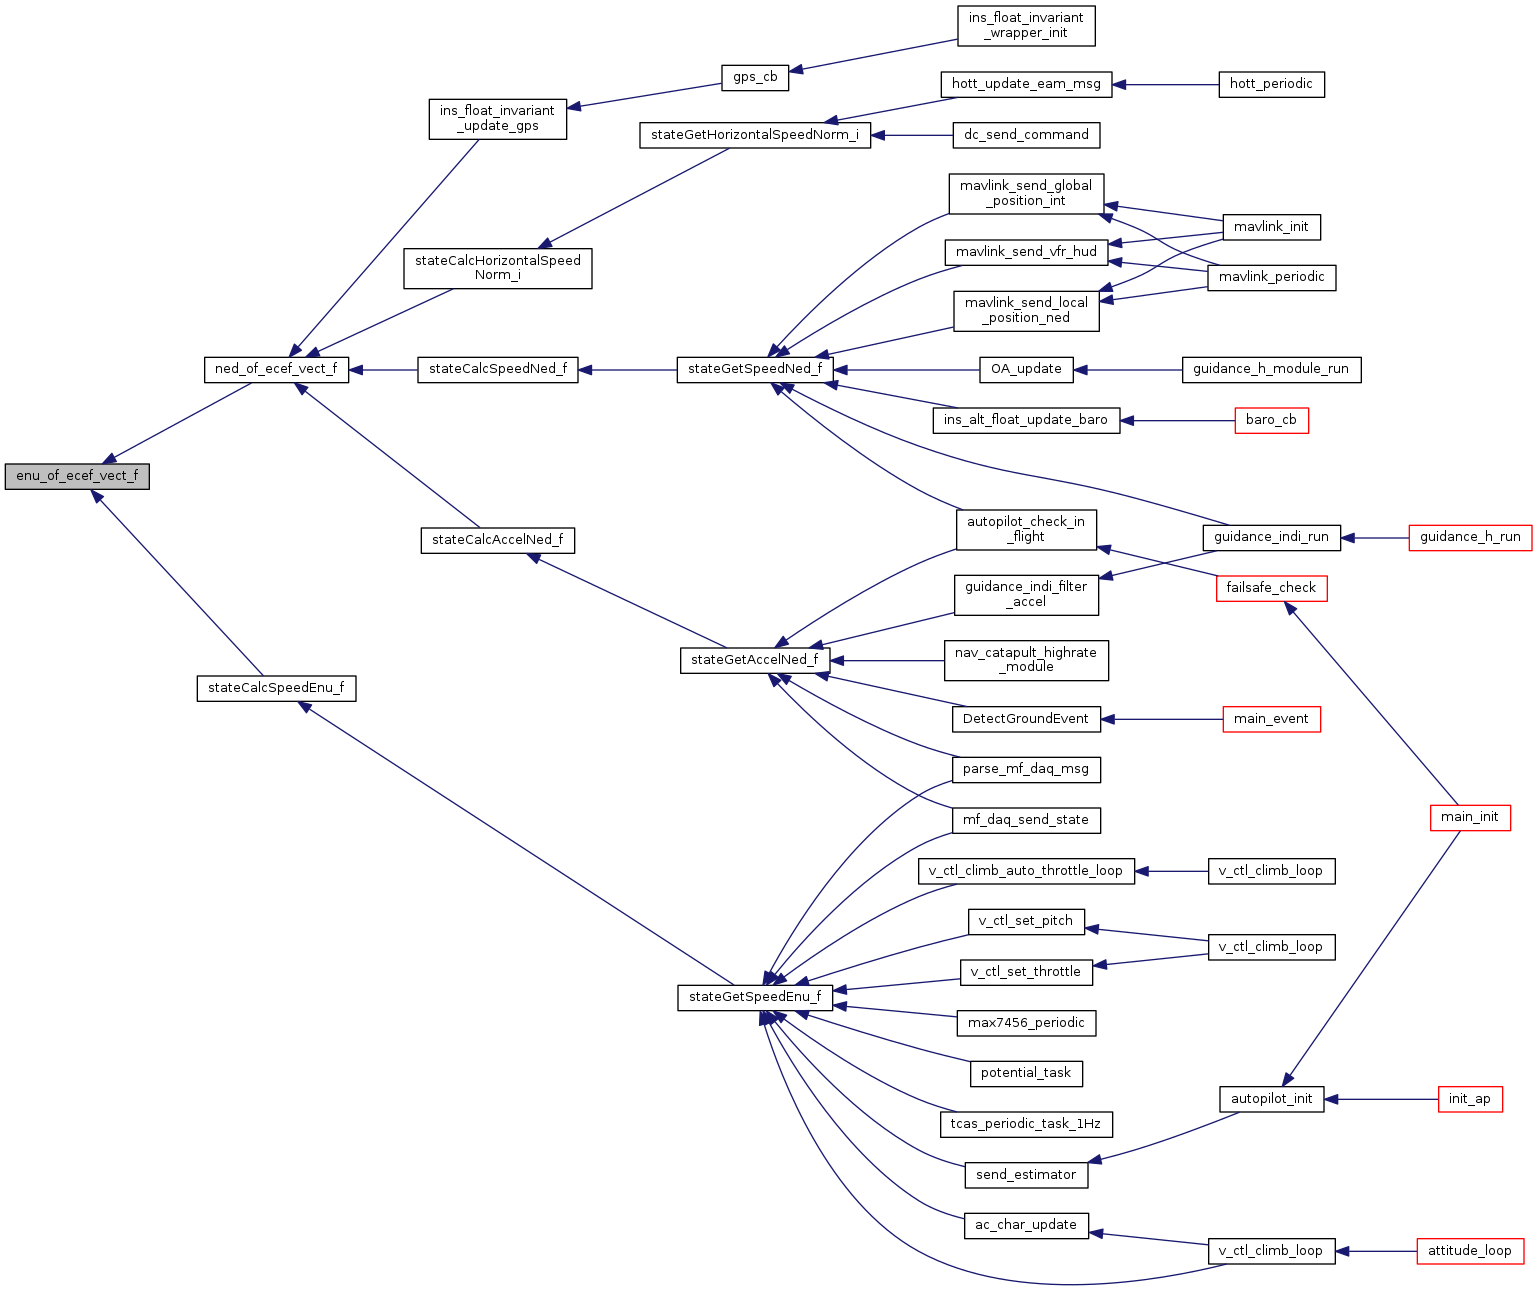 ins_float_invariant
_wrapper_init
gps_cb
hott_update_eam_msg
hott_periodic
ins_float_invariant
_update_gps
stateGetHorizontalSpeedNorm_i
dc_send_command
mavlink_send_global
_position_int
mavlink_init
stateCalcHorizontalSpeed
Norm_i
mavlink_send_vfr_hud
mavlink_periodic
mavlink_send_local
_position_ned
ned_of_ecef_vect_f
stateCalcSpeedNed_f
stateGetSpeedNed_f
OA_update
guidance_h_module_run
ins_alt_float_update_baro
baro_cb
enu_of_ecef_vect_f
autopilot_check_in
_flight
guidance_indi_run
guidance_h_run
stateCalcAccelNed_f
guidance_indi_filter
_accel
failsafe_check
stateGetAccelNed_f
nav_catapult_highrate
_module
stateCalcSpeedEnu_f
DetectGroundEvent
main_event
parse_mf_daq_msg
mf_daq_send_state
main_init
v_ctl_climb_auto_throttle_loop
v_ctl_climb_loop
v_ctl_set_pitch
v_ctl_climb_loop
v_ctl_set_throttle
stateGetSpeedEnu_f
max7456_periodic
potential_task
autopilot_init
init_ap
tcas_periodic_task_1Hz
send_estimator
ac_char_update
v_ctl_climb_loop
attitude_loop